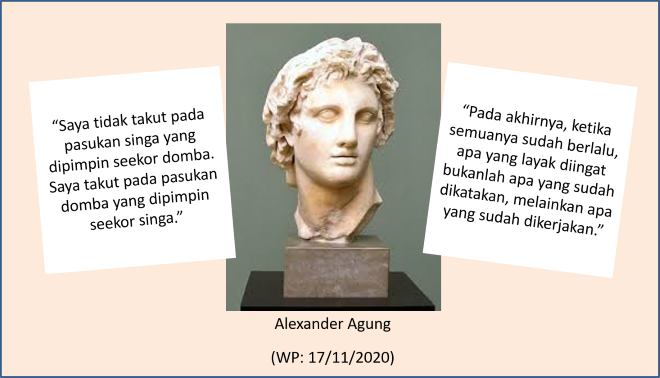 “Saya tidak takut pada
pasukan singa yang
dipimpin seekor domba.
Saya takut pada pasukan
domba yang dipimpin
seekor singa.”
“Pada akhirnya, ketika
semuanya sudah berlalu,
apa yang layak diingat
bukanlah apa yang sudah
dikatakan, melainkan apa
yang sudah dikerjakan.”
Alexander Agung
(WP: 17/11/2020)